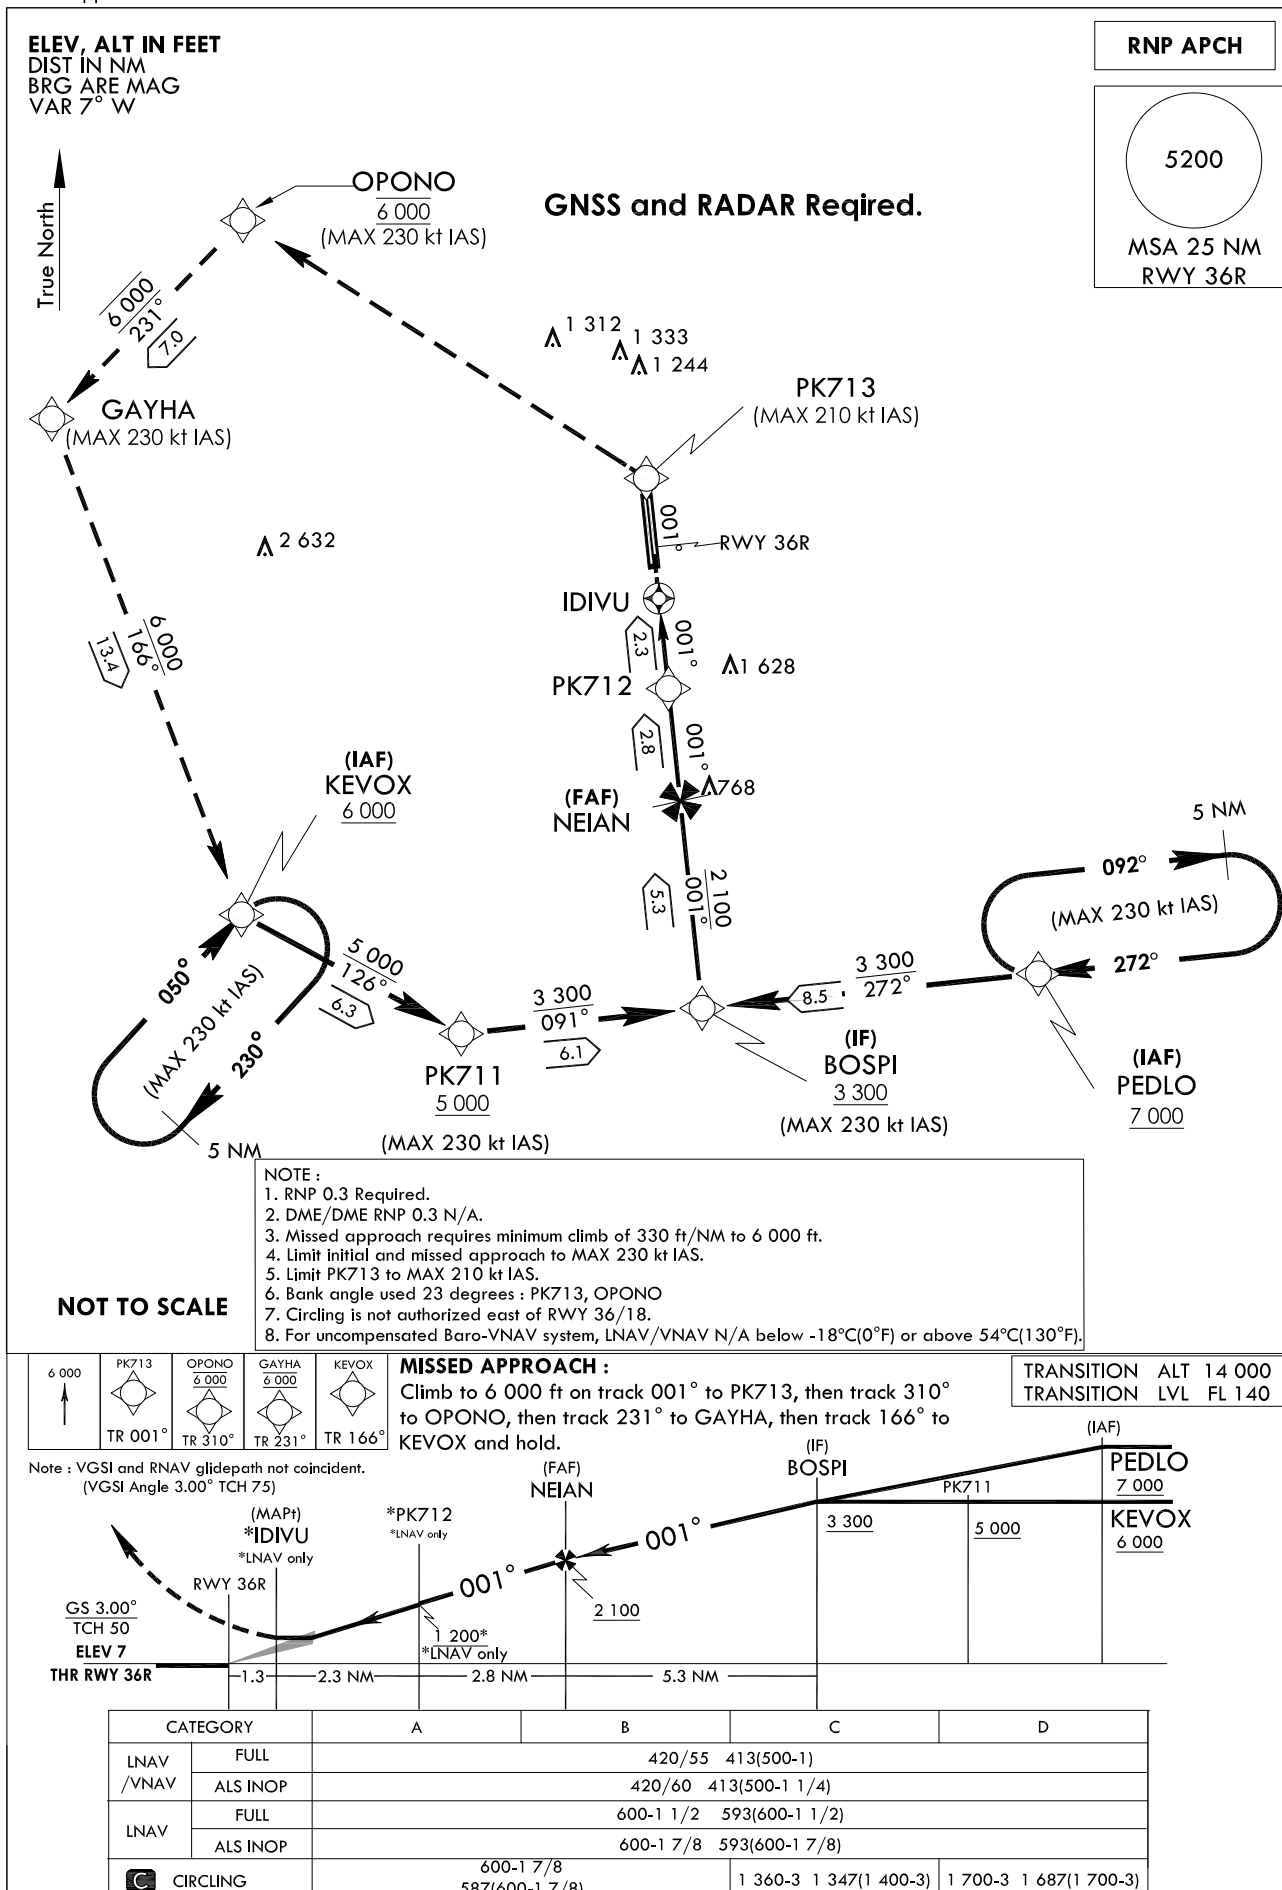 ELEV, ALT IN FEET
DIST IN NM
BRG ARE MAG
VAR 7° W
RNP APCH
5200
MSA 25 NM
RWY 36R
True North
OPONO
6 000
(MAX 230 kt IAS)
GNSS and RADAR Reqired.
6 000
231°
7.0
1 312
1 333
1 244
GAYHA
(MAX 230 kt IAS)
PK713
(MAX 210 kt IAS)
001°
RWY 36R
2 632
IDIVU
2.3
001°
1 628
6 000
166°
13.4
PK712
2.8
001°
768
(IAF)
KEVOX
6 000
(FAF)
NEIAN
5 NM
092°
(MAX 230 kt IAS)
272°
5.3
2 100
001°
050°
(MAX 230 kt IAS)
230°
5 NM
5 000
126°
6.3
3 300
091°
6.1
3 300
272°
8.5
PK711
5 000
(MAX 230 kt IAS)
(IF)
BOSPI
3 300
(MAX 230 kt IAS)
(IAF)
PEDLO
7 000
NOTE :
1. RNP 0.3 Required.
2. DME/DME RNP 0.3 N/A.
3. Missed approach requires minimum climb of 330 ft/NM to 6 000 ft.
4. Limit initial and missed approach to MAX 230 kt IAS.
5. Limit PK713 to MAX 210 kt IAS.
6. Bank angle used 23 degrees : PK713, OPONO
7. Circling is not authorized east of RWY 36/18.
8. For uncompensated Baro-VNAV system, LNAV/VNAV N/A below -18°C(0°F) or above 54°C(130°F).
NOT TO SCALE
6 000
PK713
TR 001°
OPONO
6 000
TR 310°
GAYHA
6 000
TR 231°
KEVOX
TR 166°
MISSED APPROACH :
Climb to 6 000 ft on track 001° to PK713, then track 310°
to OPONO, then track 231° to GAYHA, then track 166° to
KEVOX and hold.
TRANSITION ALT 14 000
TRANSITION LVL FL 140
Note : VGSI and RNAV glidepath not coincident.
(VGSI Angle 3.00° TCH 75)
(MAPt)
*IDIVU
*LNAV only
RWY 36R
*PK712
*LNAV only
(FAF)
NEIAN
(IF)
BOSPI
(IAF)
PEDLO
7 000
PK711
KEVOX
6 000
3 300
5 000
001°
001°
2 100
1 200*
*LNAV only
GS 3.00°
TCH 50
ELEV 7
THR RWY 36R
1.3
2.3 NM
2.8 NM
5.3 NM
CATEGORY A B C D
LNAV
/VNAV
FULL 420/55 413(500-1)
ALS INOP 420/60 413(500-1 1/4)
LNAV
FULL 600-1 1/2 593(600-1 1/2)
ALS INOP 600-1 7/8 593(600-1 7/8)
C CIRCLING
600-1 7/8
587(600-1 7/8)
1 360-3 1 347(1 400-3)
1 700-3 1 687(1 700-3)